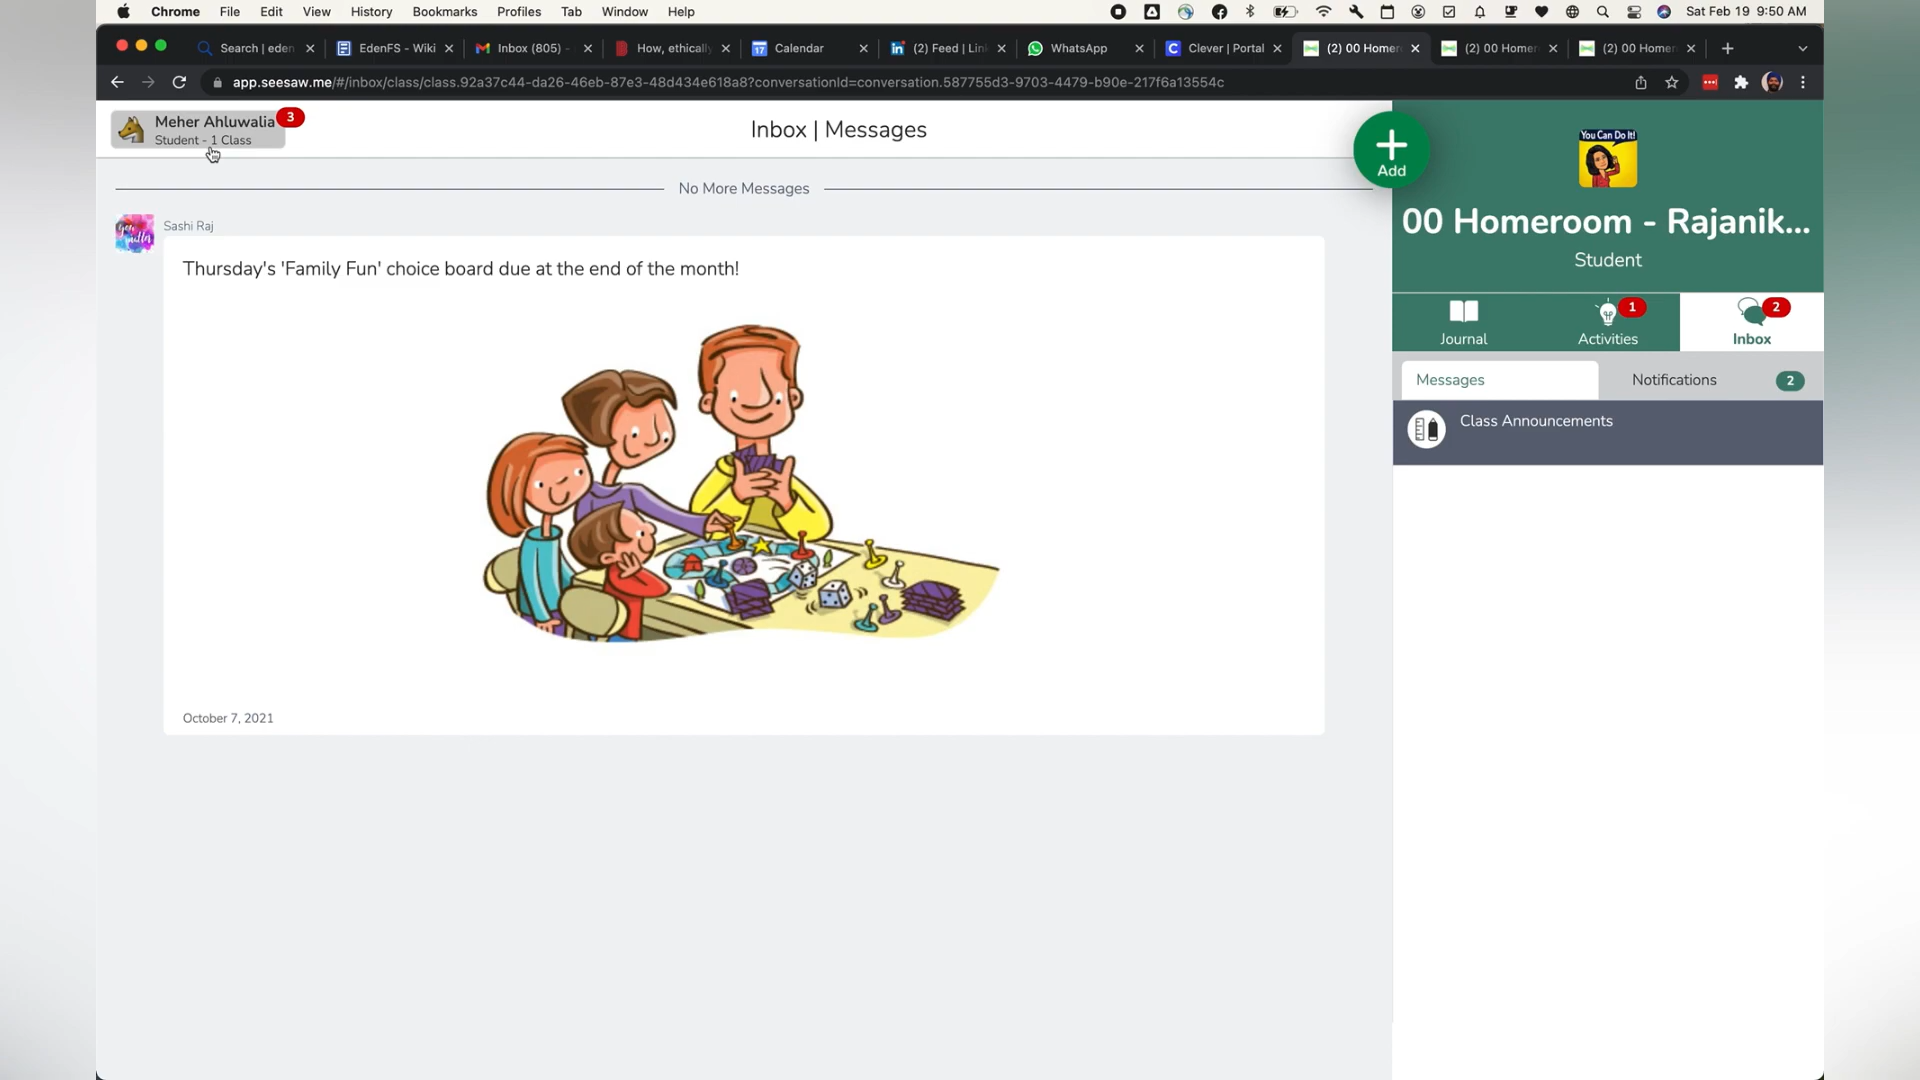 Chrome File Edit View History Bookmarks Profiles Tab Window Help Sat Feb 19 9:50 AM
Search | eden EdenFS - Wiki Inbox (805) - How, ethically Calendar (2) Feed | Lin WhatsApp Clever | Portal (2) 00 Homer (2) 00 Homer (2) 00 Homer
app.seesaw.me/#/inbox/class/class.92a37c44-da26-46eb-87e3-48d434e618a8?conversationId=conversation.587755d3-9703-4479-b90e-217f6a13554c
Meher Ahluwalia 3
Student - 1 Class
Inbox | Messages
Add
No More Messages
you matter
Sashi Raj
Thursday's 'Family Fun' choice board due at the end of the month!
October 7, 2021
You Can Do It!
00 Homeroom - Rajanik...
Student
Journal
Activities 1
Inbox 2
Messages
Notifications 2
Class Announcements